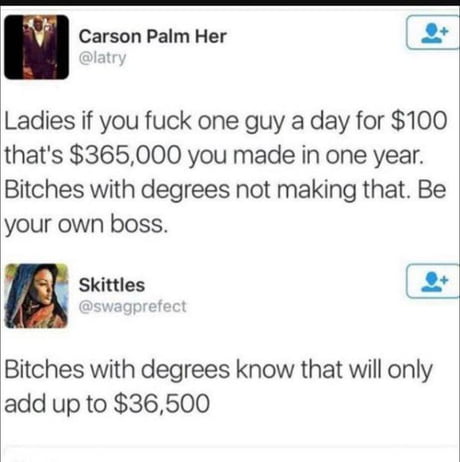 Carson Palm Her
@latry
Ladies if you fuck one guy a day for $100
that's $365,000 you made in one year.
Bitches with degrees not making that. Be
your own boss.
Skittles
@swagprefect
Bitches with degrees know that will only
add up to $36,500